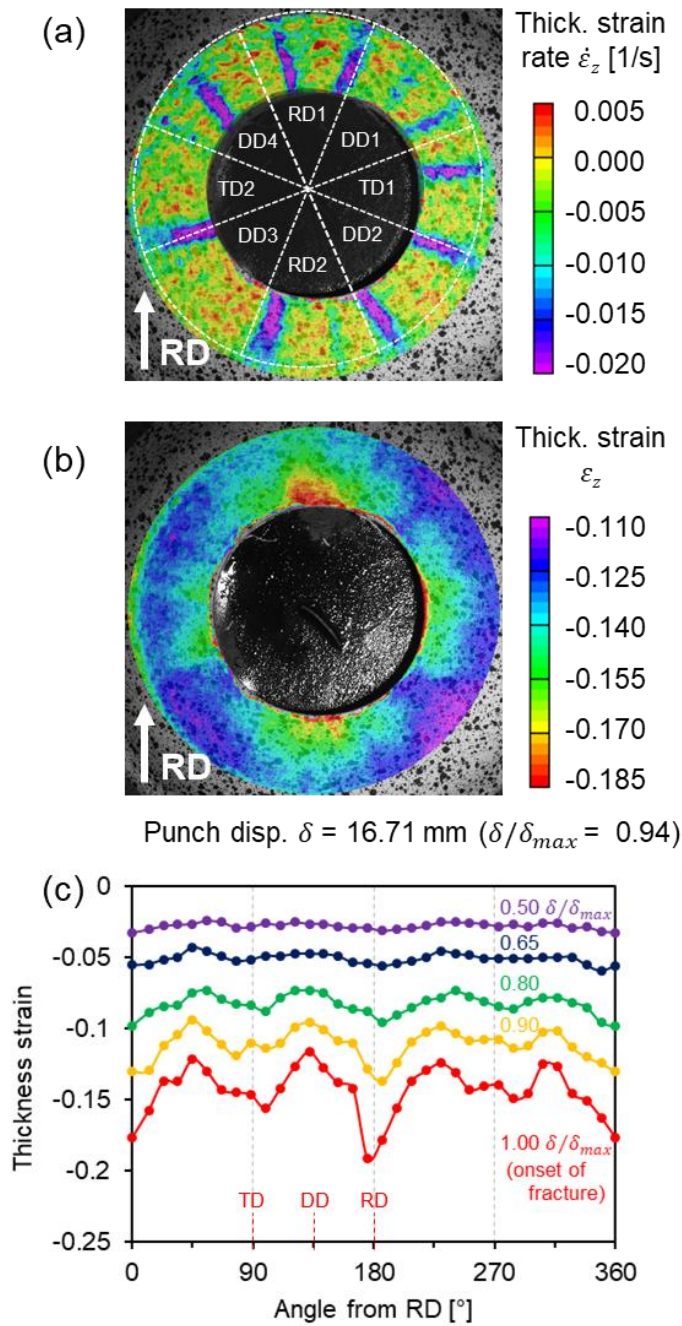 (a)
Thick. strain
rate ε̇z [1/s]
0.005
0.000
-0.005
-0.010
-0.015
-0.020
RD1
DD4 DD1
TD2 TD1
DD3 DD2
RD2
RD
(b)
Thick. strain
εz
-0.110
-0.125
-0.140
-0.155
-0.170
-0.185
RD
Punch disp. δ = 16.71 mm (δ/δmax = 0.94)
(c)
Thickness strain
0
-0.05
-0.1
-0.15
-0.2
-0.25
0.50 δ/δmax
0.65
0.80
0.90
1.00 δ/δmax
(onset of
fracture)
TD DD RD
0 90 180 270 360
Angle from RD [°]